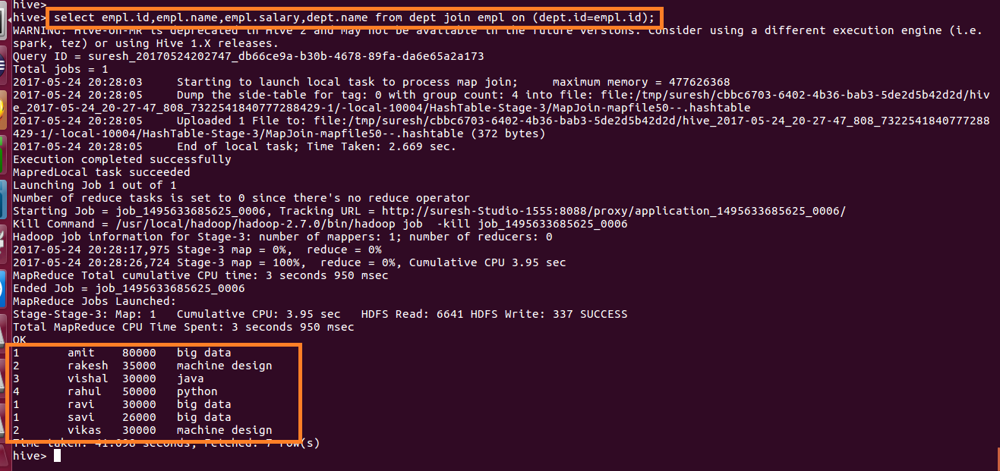 hive>
hive> select empl.id,empl.name,empl.salary,dept.name from dept join empl on (dept.id=empl.id);
WARNING: Hive-on-MR is deprecated in Hive 2 and may not be available in the future versions. Consider using a different execution engine (i.e.
spark, tez) or using Hive 1.X releases.
Query ID = suresh_20170524202747_db66ce9a-b30b-4678-89fa-da6e65a2a173
Total jobs = 1
2017-05-24 20:28:03     Starting to launch local task to process map join;     maximum memory = 477626368
2017-05-24 20:28:05     Dump the side-table for tag: 0 with group count: 4 into file: file:/tmp/suresh/cbbc6703-6402-4b36-bab3-5de2d5b42d2d/hiv
e_2017-05-24_20-27-47_808_7322541840777288429-1/-local-10004/HashTable-Stage-3/MapJoin-mapfile50--.hashtable
2017-05-24 20:28:05     Uploaded 1 File to: file:/tmp/suresh/cbbc6703-6402-4b36-bab3-5de2d5b42d2d/hive_2017-05-24_20-27-47_808_7322541840777288
429-1/-local-10004/HashTable-Stage-3/MapJoin-mapfile50--.hashtable (372 bytes)
2017-05-24 20:28:05     End of local task; Time Taken: 2.669 sec.
Execution completed successfully
MapredLocal task succeeded
Launching Job 1 out of 1
Number of reduce tasks is set to 0 since there's no reduce operator
Starting Job = job_1495633685625_0006, Tracking URL = http://suresh-Studio-1555:8088/proxy/application_1495633685625_0006/
Kill Command = /usr/local/hadoop/hadoop-2.7.0/bin/hadoop job  -kill job_1495633685625_0006
Hadoop job information for Stage-3: number of mappers: 1; number of reducers: 0
2017-05-24 20:28:17,975 Stage-3 map = 0%,  reduce = 0%
2017-05-24 20:28:26,724 Stage-3 map = 100%,  reduce = 0%, Cumulative CPU 3.95 sec
MapReduce Total cumulative CPU time: 3 seconds 950 msec
Ended Job = job_1495633685625_0006
MapReduce Jobs Launched:
Stage-Stage-3: Map: 1   Cumulative CPU: 3.95 sec   HDFS Read: 6641 HDFS Write: 337 SUCCESS
Total MapReduce CPU Time Spent: 3 seconds 950 msec
OK
1       amit    80000   big data
2       rakesh  35000   machine design
3       vishal  30000   java
4       rahul   50000   python
1       ravi    30000   big data
1       savi    26000   big data
2       vikas   30000   machine design
Time taken: 41.098 seconds, Fetched: 7 row(s)
hive>